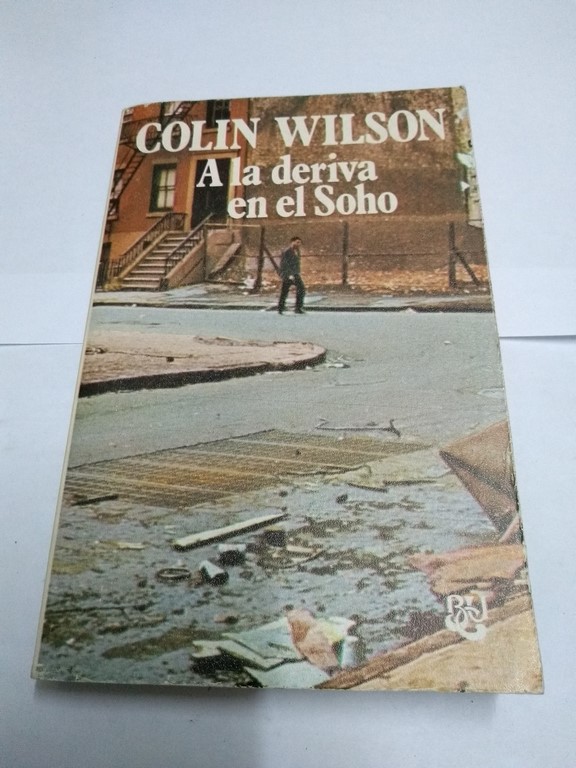 COLIN WILSON
A la deriva
en el Soho